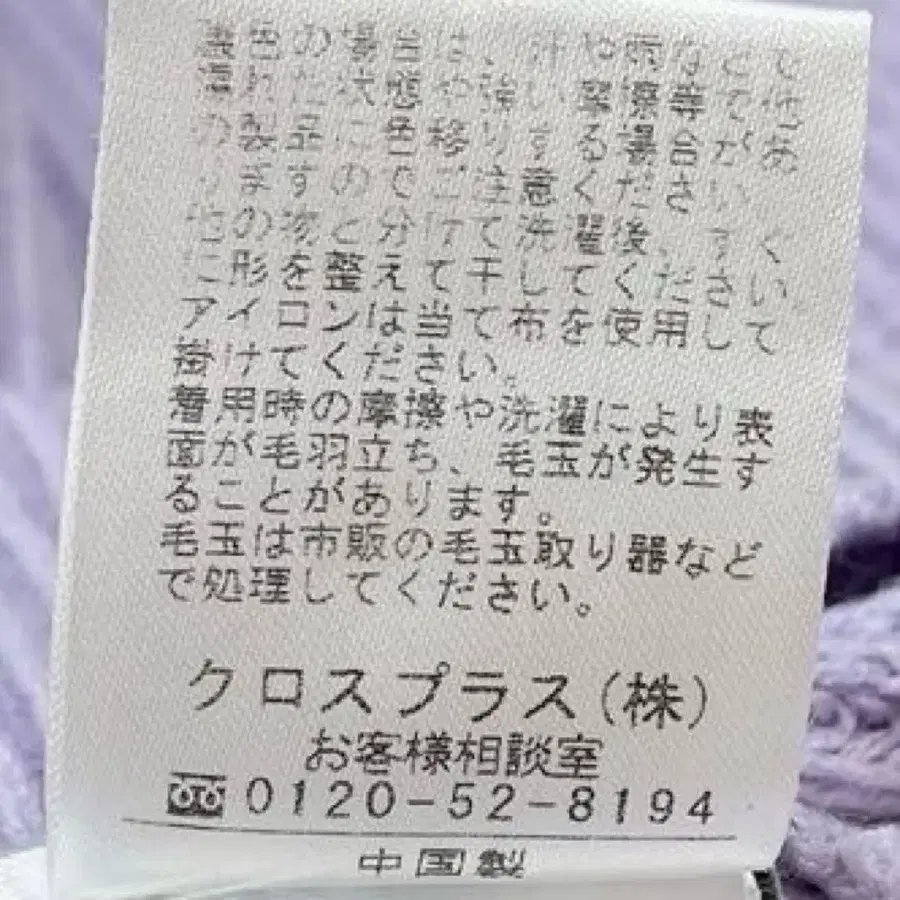 濃色の場合は、汗や雨などで
濡れた状態や強い摩擦等で他
の製品に色移りする場合があ
りますのでご注意ください。
他の物と分けて洗濯後、すぐ
に形を整えて干してください。
アイロンは当て布を使用して
掛けてください。
着用時の摩擦や洗濯により表
面が毛羽立ち、毛玉が発生す
ることがあります。
毛玉は市販の毛玉取り器など
で処理してください。
クロスプラス(株)
お客様相談室
0120-52-8194
中国製